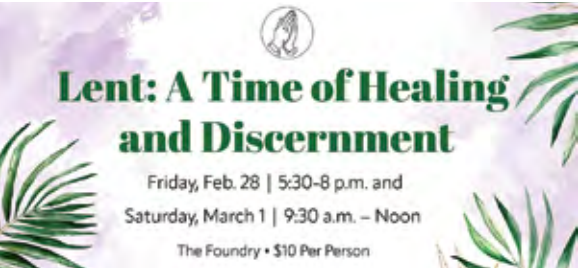 Lent: A Time of Healing
and Discernment
Friday, Feb. 28 | 5:30-8 p.m. and
Saturday, March 1 | 9:30 a.m. – Noon
The Foundry • $10 Per Person